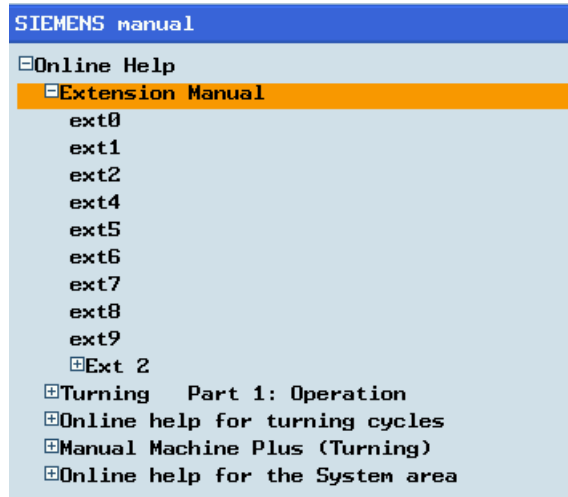 SIEMENS manual
Online Help
Extension Manual
ext0
ext1
ext2
ext4
ext5
ext6
ext7
ext8
ext9
Ext 2
Turning Part 1: Operation
Online help for turning cycles
Manual Machine Plus (Turning)
Online help for the System area